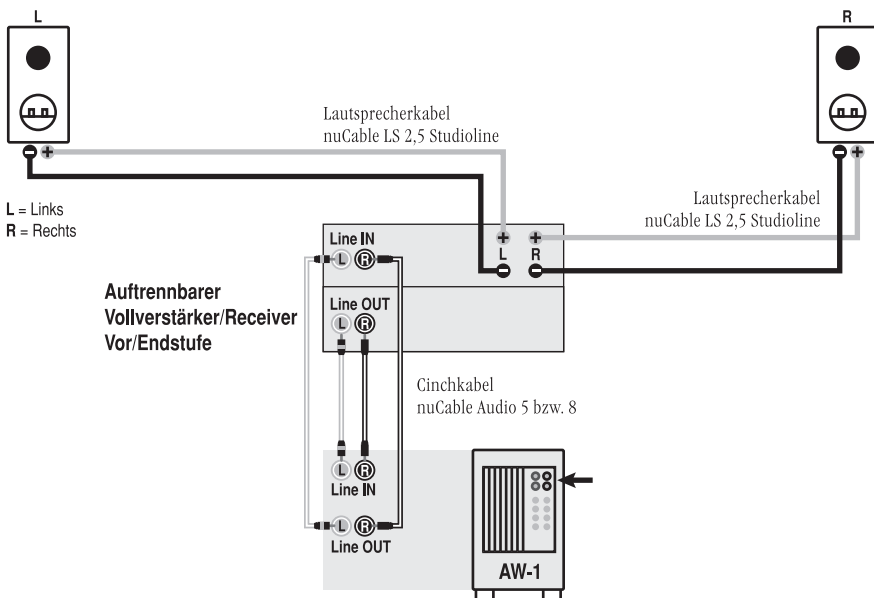 L
R
Lautsprecherkabel
nuCable LS 2,5 Studioline
− +
− +
L = Links
R = Rechts
Lautsprecherkabel
nuCable LS 2,5 Studioline
Line IN
L R
+ +
L R
− −
Auftrennbarer
Vollverstärker/Receiver
Vor/Endstufe
Line OUT
L R
Cinchkabel
nuCable Audio 5 bzw. 8
L R
Line IN
L R
Line OUT
AW-1